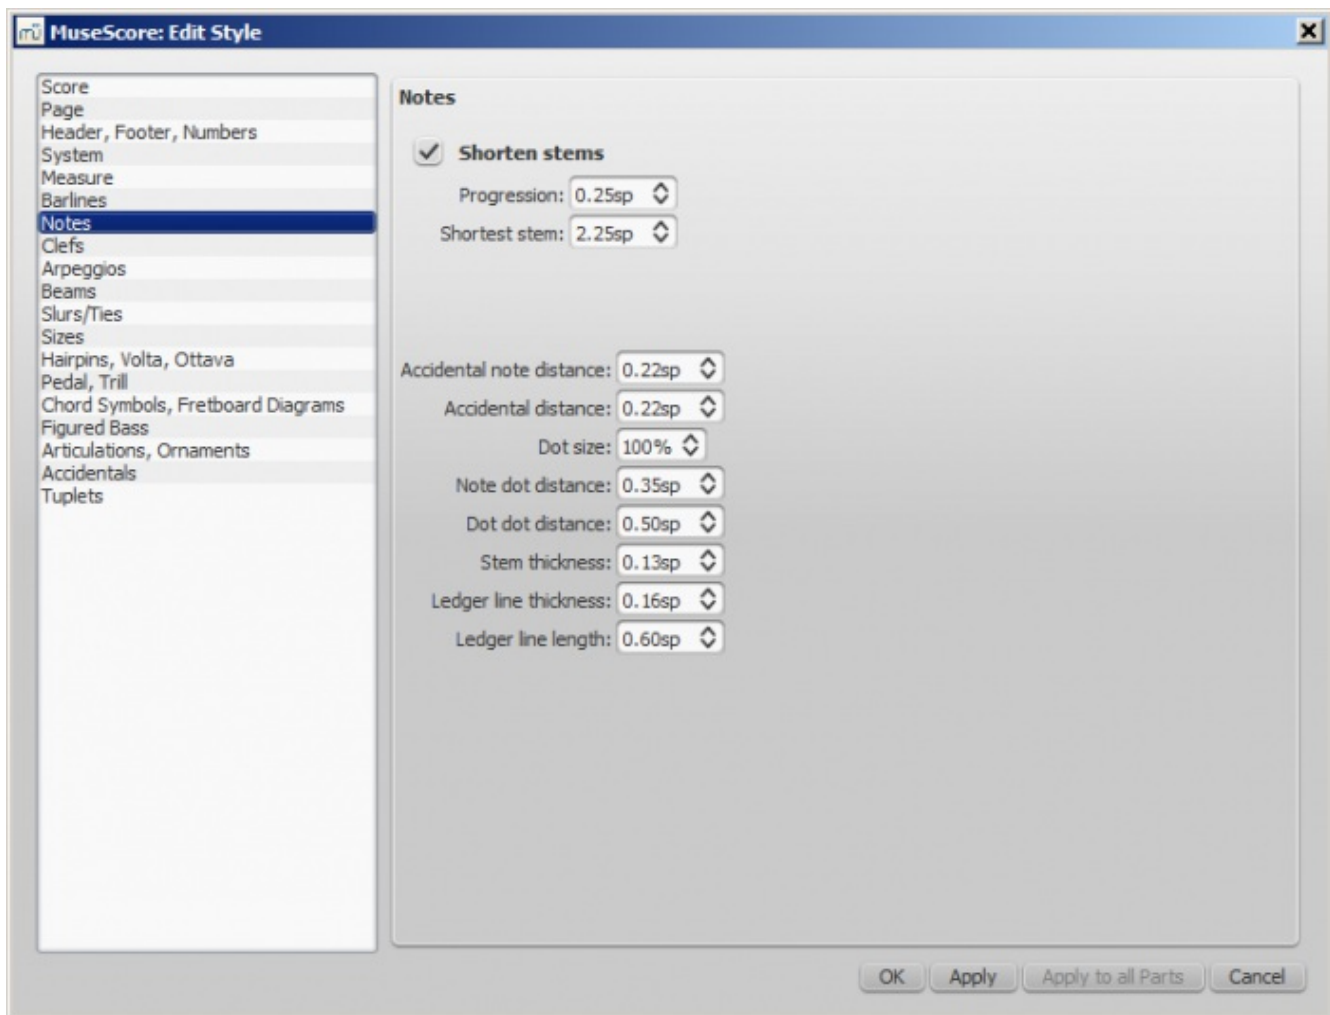 mü MuseScore: Edit Style
Score
Page
Header, Footer, Numbers
System
Measure
Barlines
Notes
Clefs
Arpeggios
Beams
Slurs/Ties
Sizes
Hairpins, Volta, Ottava
Pedal, Trill
Chord Symbols, Fretboard Diagrams
Figured Bass
Articulations, Ornaments
Accidentals
Tuplets
Notes
Shorten stems
Progression: 0.25sp
Shortest stem: 2.25sp
Accidental note distance: 0.22sp
Accidental distance: 0.22sp
Dot size: 100%
Note dot distance: 0.35sp
Dot dot distance: 0.50sp
Stem thickness: 0.13sp
Ledger line thickness: 0.16sp
Ledger line length: 0.60sp
OK Apply Apply to all Parts Cancel